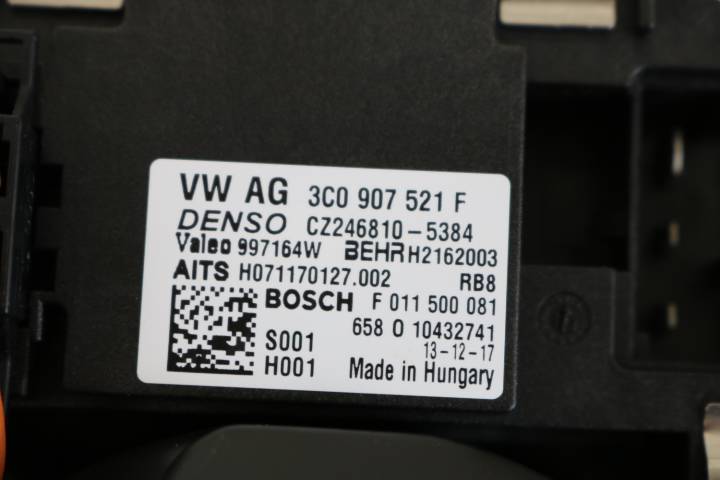 VW AG 3C0 907 521 F
DENSO CZ246810-5384
Valeo 997164W BEHR H2162003
AITS H071170127.002 RB8
BOSCH F 011 500 081
658 0 10432741
S001 13-12-17
H001 Made in Hungary